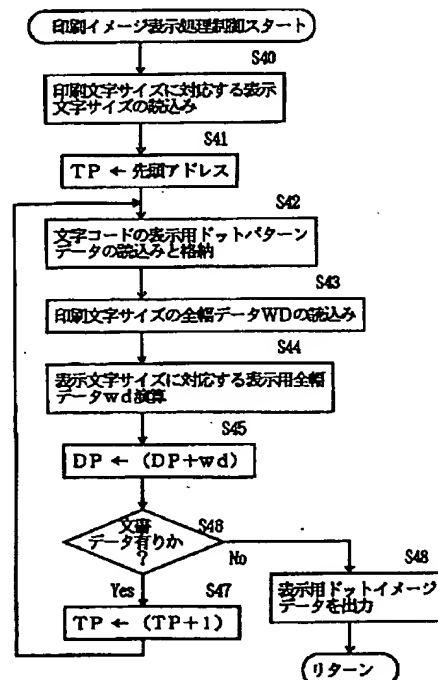 印刷イメージ表示処理制御スタート
S40
印刷文字サイズに対応する表示
文字サイズの読込み
S41
TP ← 先頭アドレス
S42
文字コードの表示用ドットパターン
データの読込みと格納
S43
印刷文字サイズの全幅データWDの読込み
S44
表示文字サイズに対応する表示用全幅
データwd演算
S45
DP ← (DP+wd)
文書
データ有りか
?
S46
No
Yes
S47
TP ← (TP+1)
S48
表示用ドットイメージ
データを出力
リターン